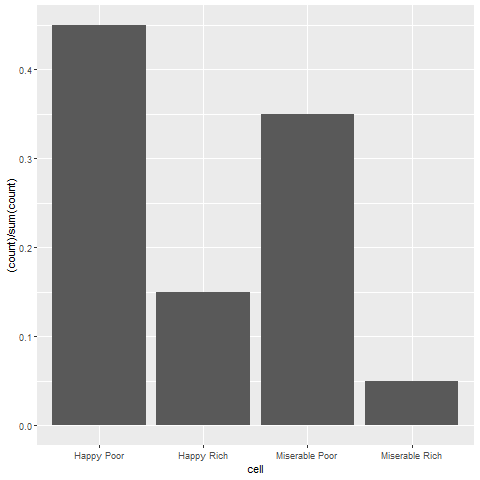 (count)/sum(count)
0.4
0.3
0.2
0.1
0.0
Happy Poor Happy Rich Miserable Poor Miserable Rich
cell